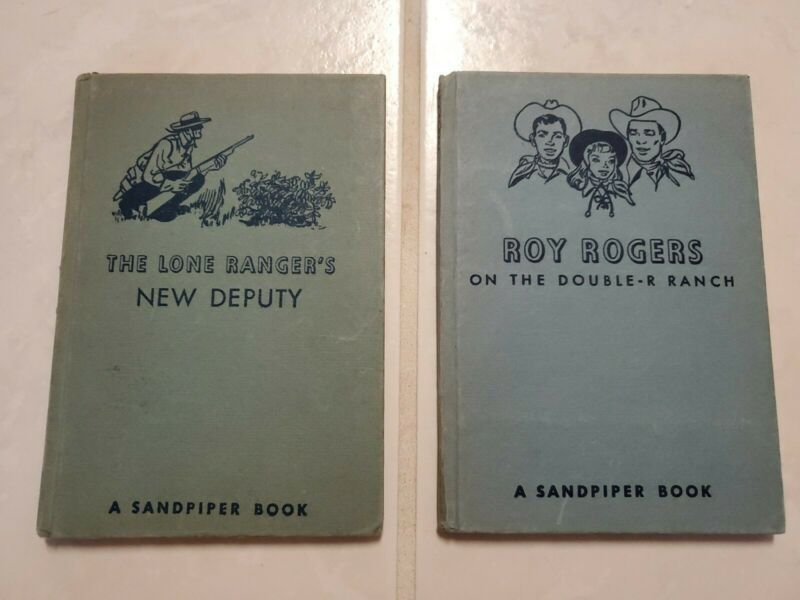 THE LONE RANGER'S
NEW DEPUTY
A SANDPIPER BOOK
ROY ROGERS
ON THE DOUBLE-R RANCH
A SANDPIPER BOOK